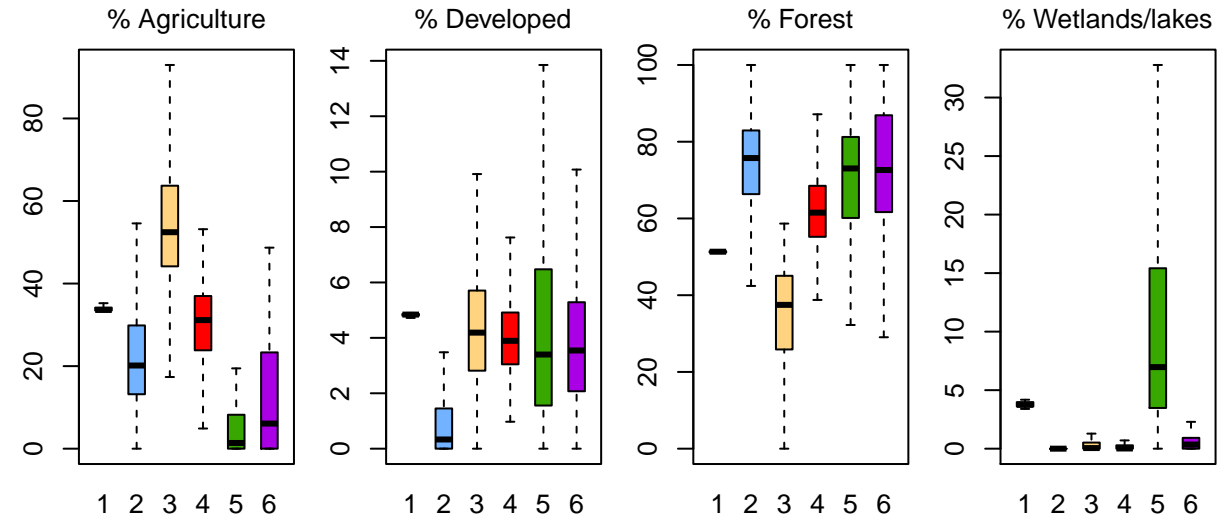 % Agriculture
0 20 40 60 80
1 2 3 4 5 6
% Developed
0 2 4 6 8 10 12 14
1 2 3 4 5 6
% Forest
0 20 40 60 80 100
1 2 3 4 5 6
% Wetlands/lakes
0 5 10 15 20 25 30
1 2 3 4 5 6